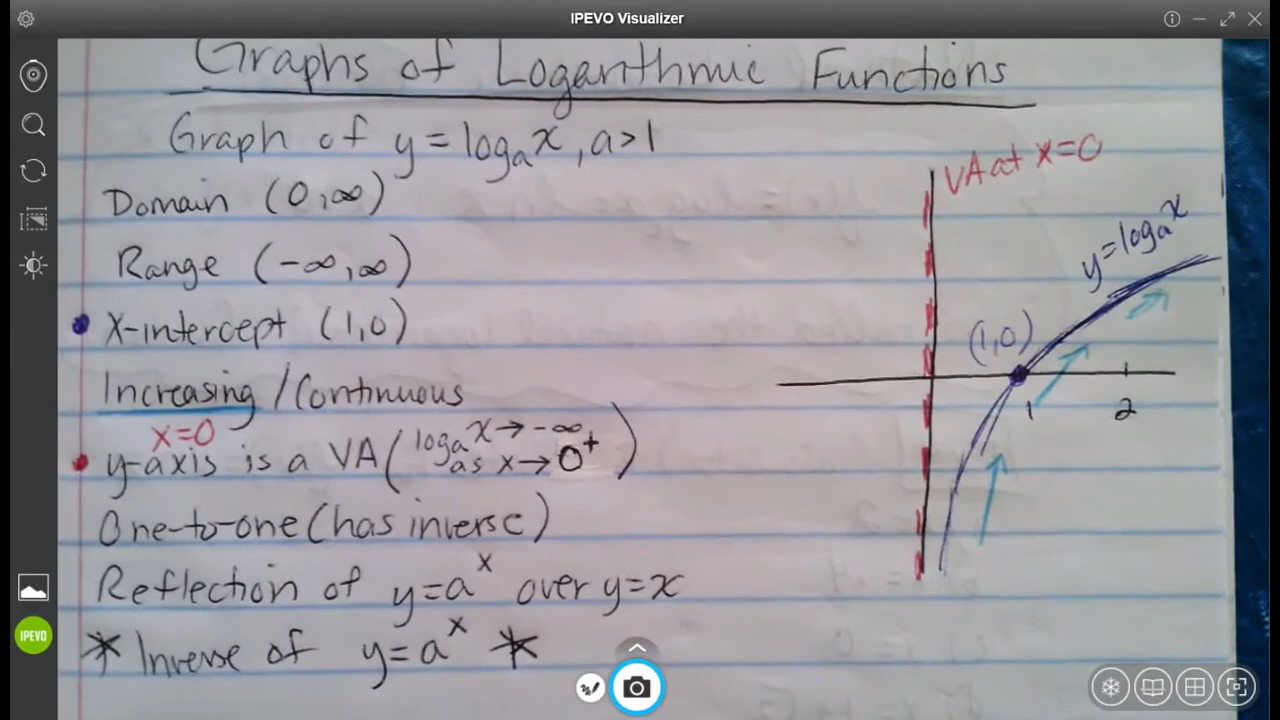 IPEVO Visualizer
Graphs of Logarithmic Functions
Graph of y = logₐx, a>1
Domain (0,∞)
Range (-∞,∞)
X-intercept (1,0)
Increasing/Continuous
x=0
y-axis is a VA (logₐx → -∞
as x → 0⁺)
One-to-one (has inverse)
Reflection of y=aˣ over y=x
* Inverse of y=aˣ *
VA at x=0
y=logₐx
(1,0)
1
2
IPEVO